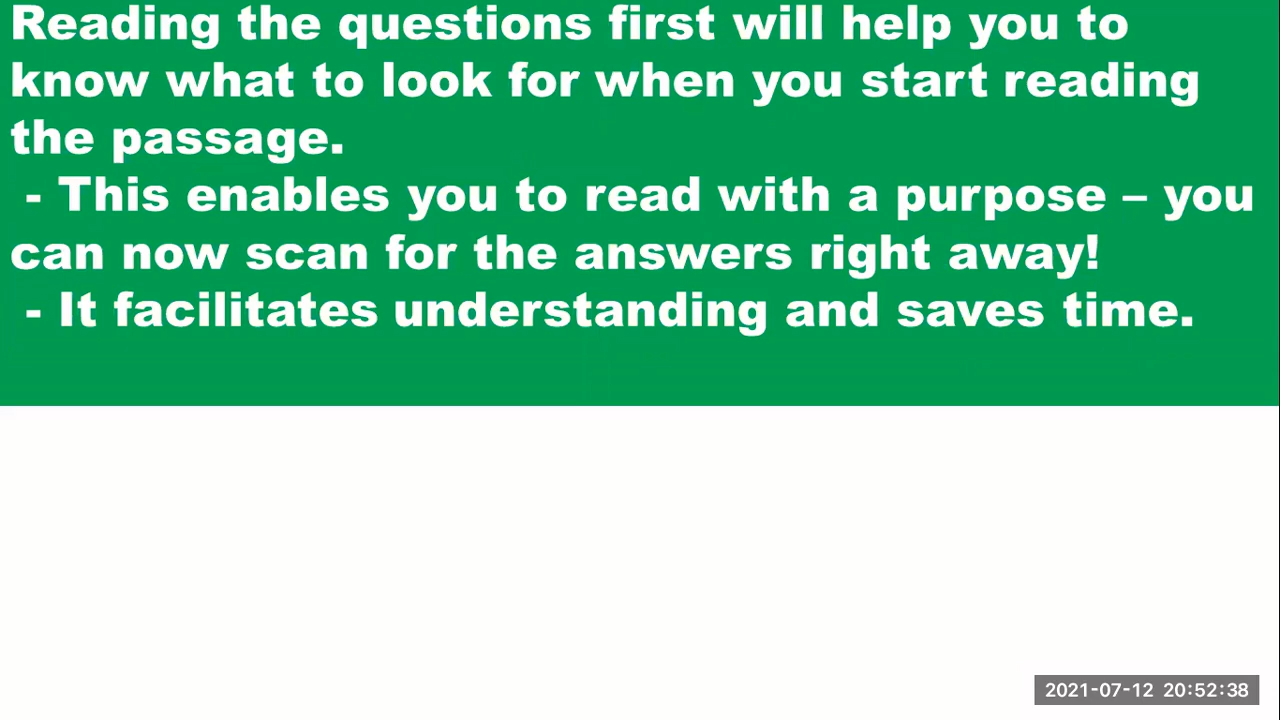 Reading the questions first will help you to
know what to look for when you start reading
the passage.
- This enables you to read with a purpose – you
can now scan for the answers right away!
- It facilitates understanding and saves time.
2021-07-12 20:52:38